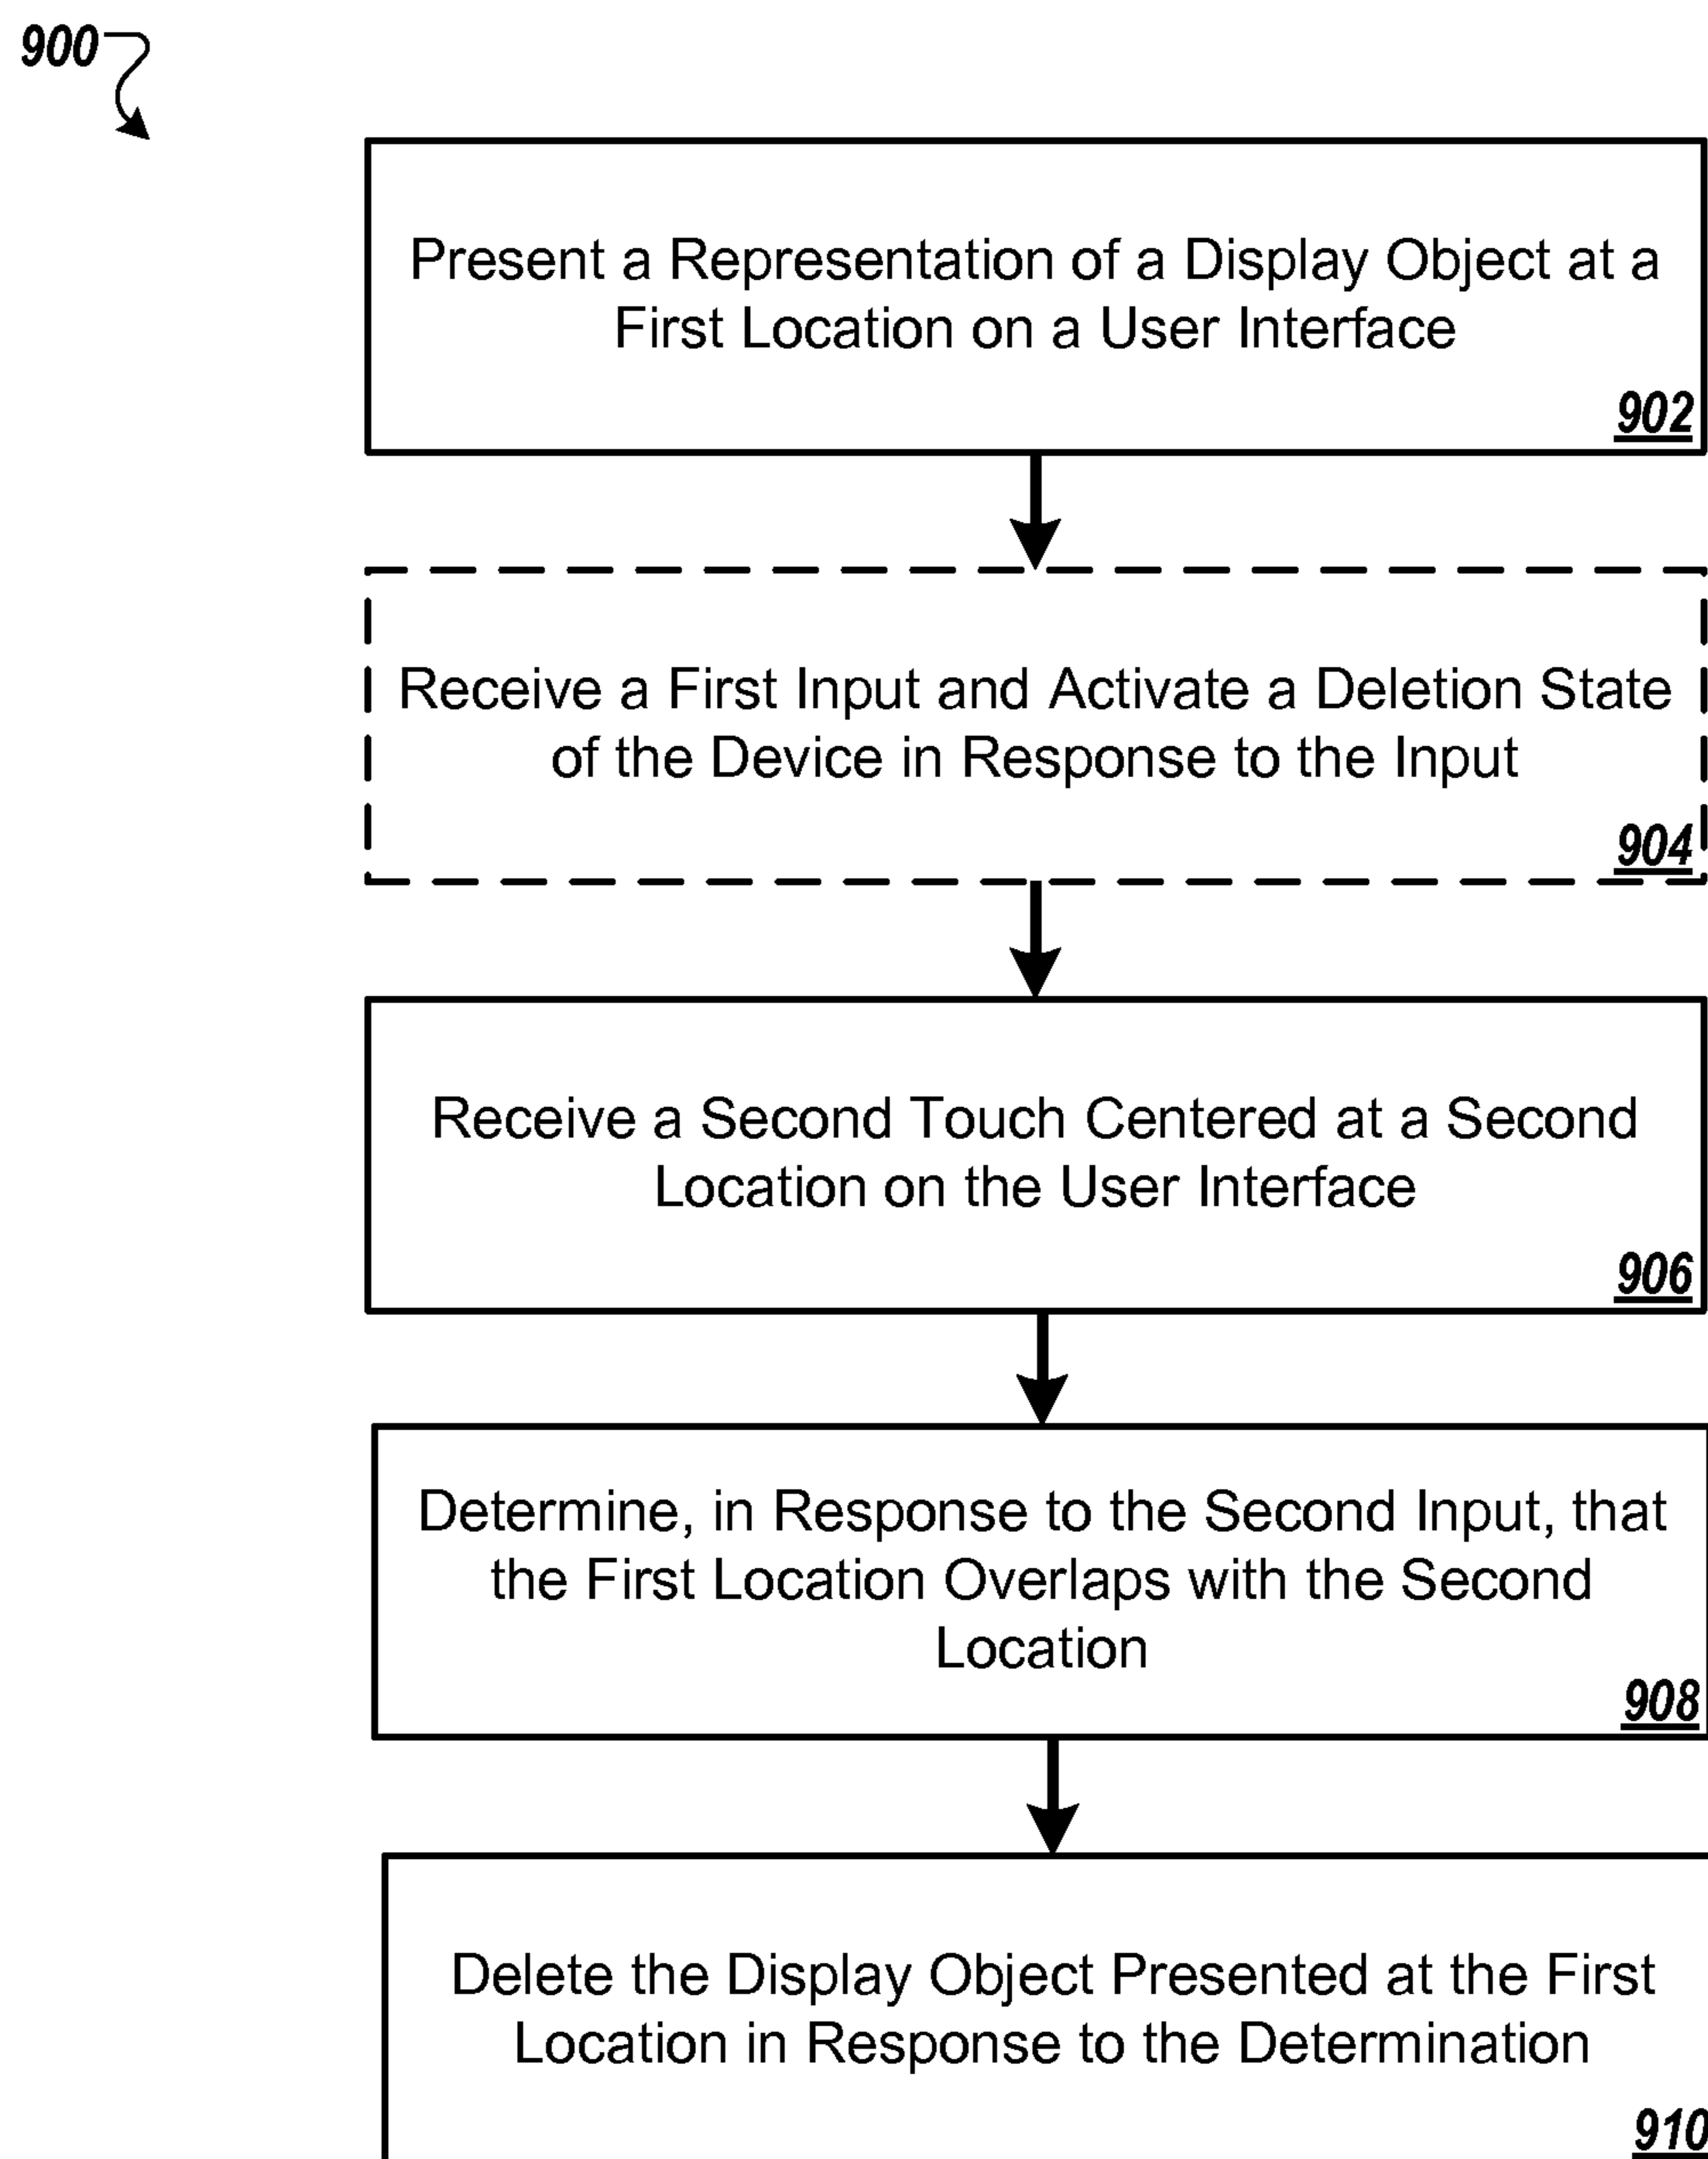 900
Present a Representation of a Display Object at a
First Location on a User Interface
902
Receive a First Input and Activate a Deletion State
of the Device in Response to the Input
904
Receive a Second Touch Centered at a Second
Location on the User Interface
906
Determine, in Response to the Second Input, that
the First Location Overlaps with the Second
Location
908
Delete the Display Object Presented at the First
Location in Response to the Determination
910